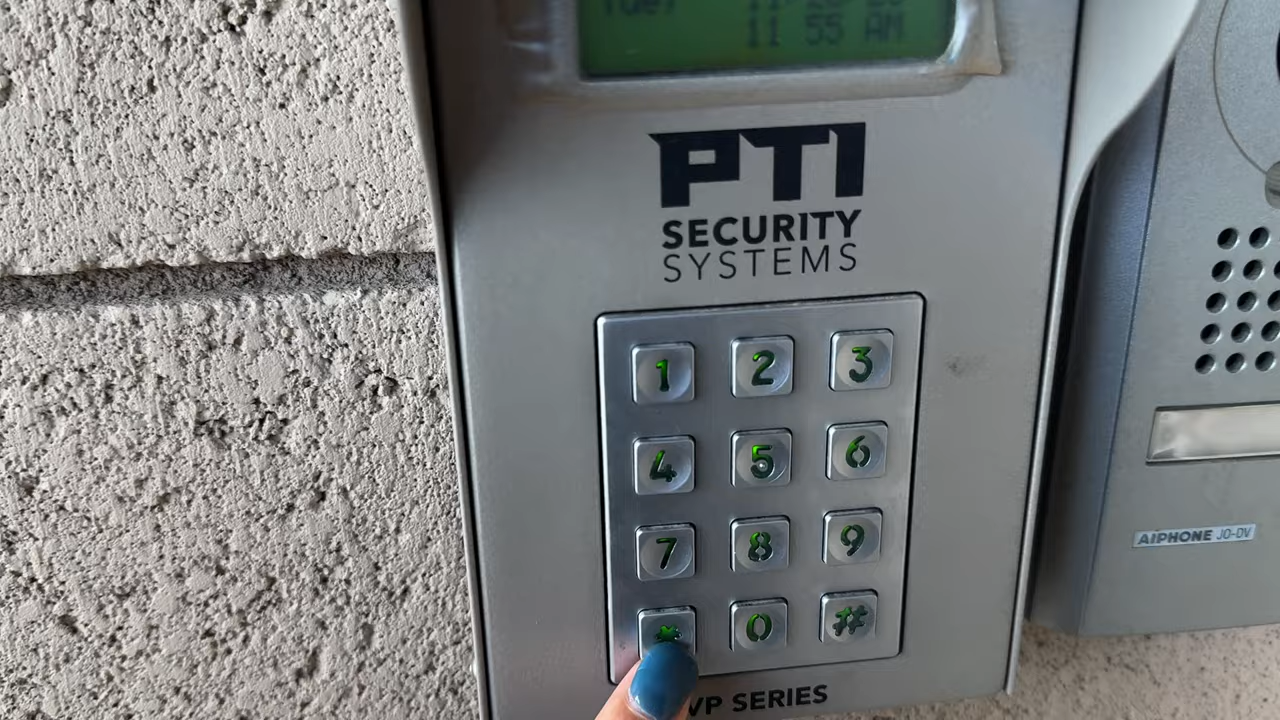 11 55 AM
PTI
SECURITY
SYSTEMS
1 2 3
4 5 6
7 8 9
* 0 #
VP SERIES
AIPHONE JO-DV